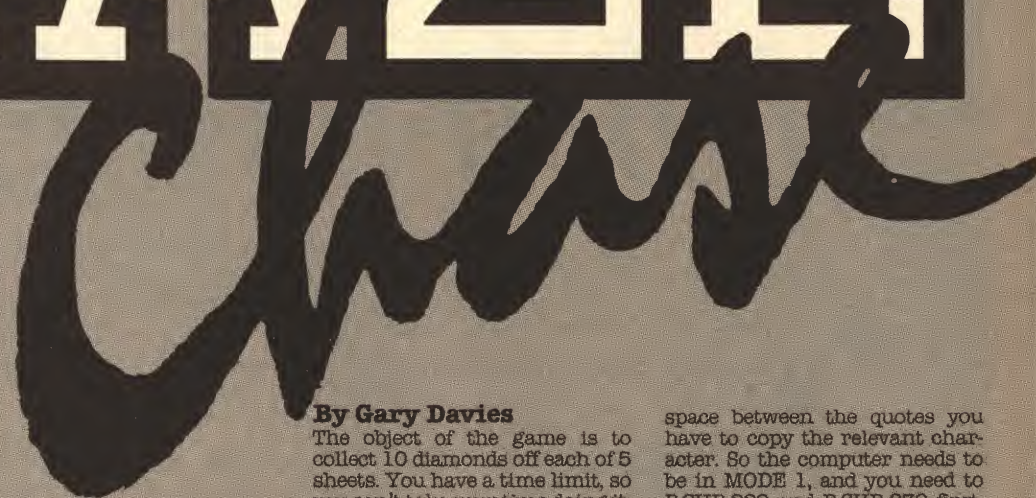 Chase
By Gary Davies
The object of the game is to
collect 10 diamonds off each of 5
sheets. You have a time limit, so
space between the quotes you
have to copy the relevant char-
acter. So the computer needs to
be in MODE 1, and you need to